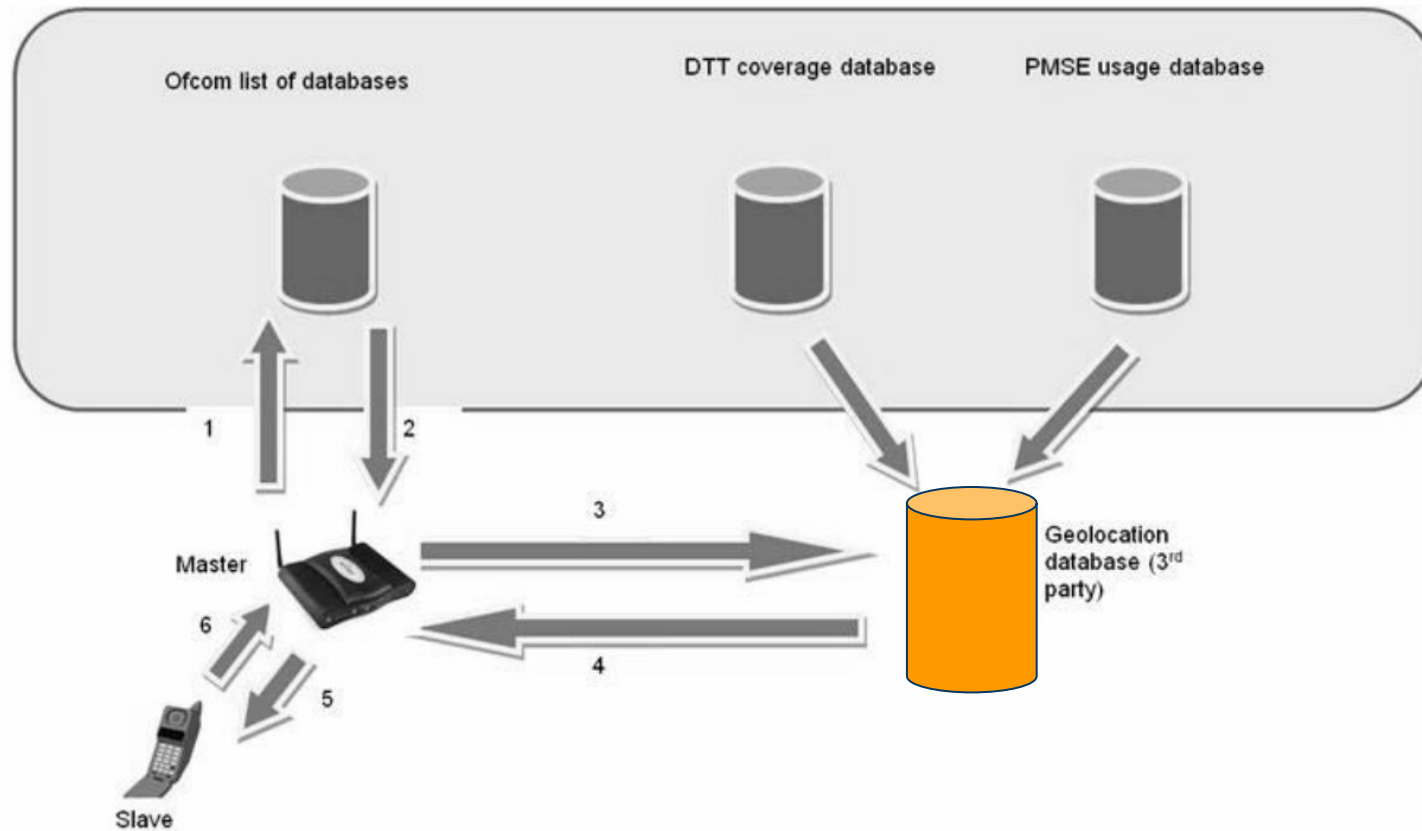 Ofcom list of databases
DTT coverage database
PMSE usage database
1
2
3
Master
Geolocation
database (3rd
party)
6
5
4
Slave